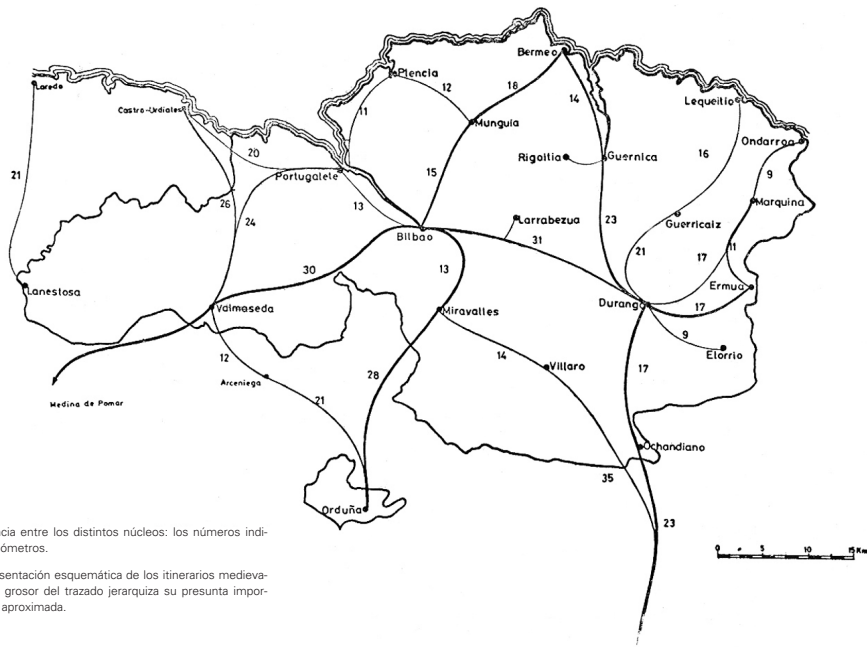 Bermeo
Plencia
Laredo
12
18
14
Lequeitio
Castro-Urdiales
11
Munguia
Ondarroa
20
Rigoitia
Guernica
16
9
21
Portugalete
15
26
13
Marquina
24
Larrabezua
23
Guerricaiz
Bilbao
31
21
17
11
30
13
Lanestosa
Ermua
Valmaseda
Miravalles
Durango
17
9
Elorrio
12
14
Villaro
17
28
Arceniega
Medina de Pomar
21
Ochandiano
35
Orduña
23
cia entre los distintos núcleos: los números indi-
ómetros.
0 5 10 15 Km
sentación esquemática de los itinerarios medieva-
grosor del trazado jerarquiza su presunta impor-
aproximada.